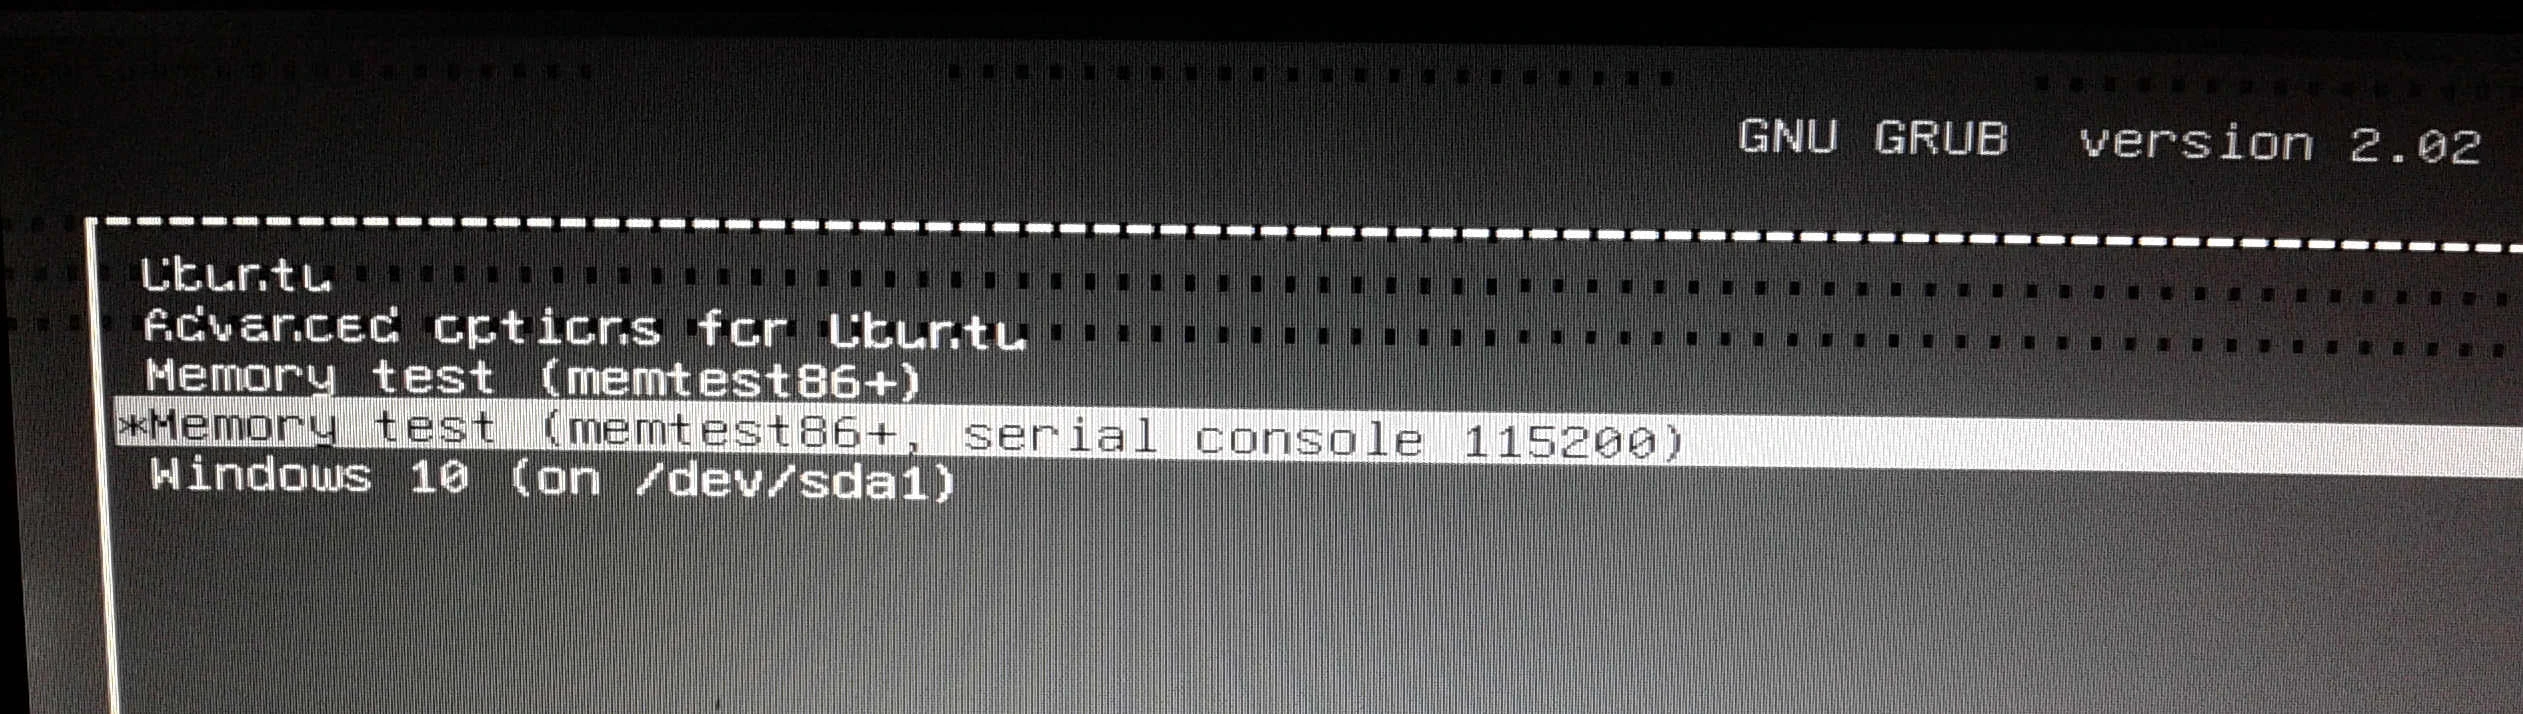 GNU GRUB version 2.02
Ubuntu
Advanced options for Ubuntu
Memory test (memtest86+)
*Memory test (memtest86+, serial console 115200)
Windows 10 (on /dev/sda1)